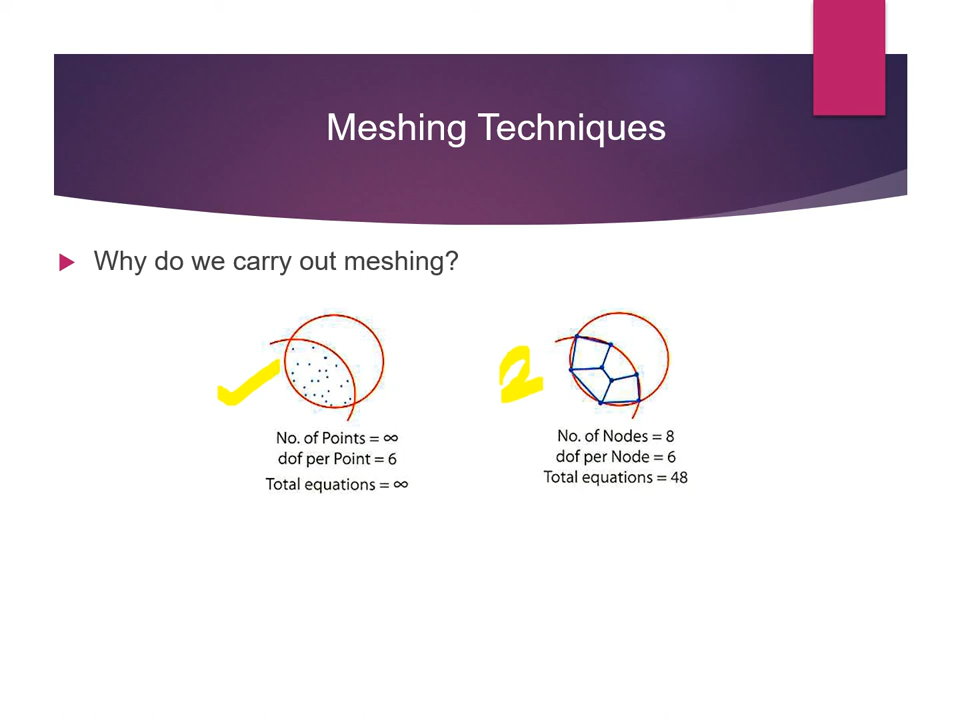 Meshing Techniques
Why do we carry out meshing?
2
No. of Points = ∞
dof per Point = 6
Total equations = ∞
No. of Nodes = 8
dof per Node = 6
Total equations = 48